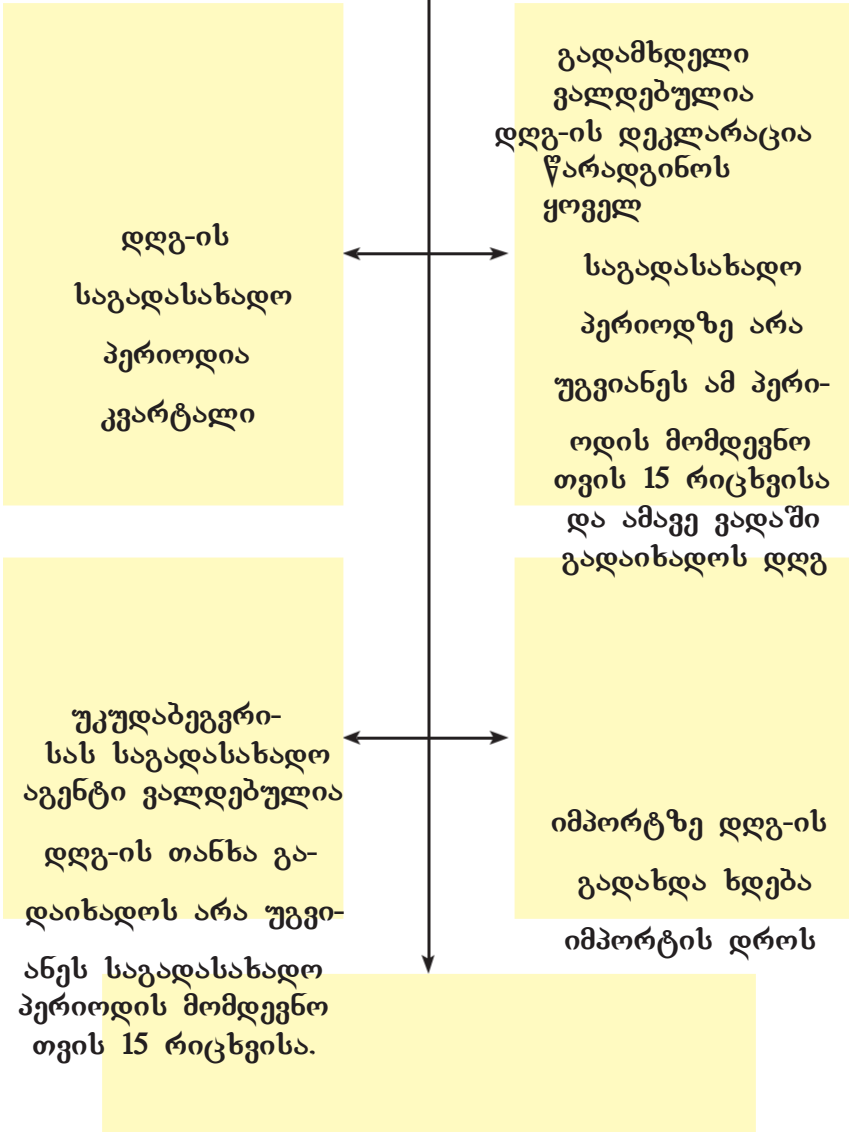 დღგ-ის
საგადასახადო
პერიოდია
კვარტალი
გადამხდელი
ვალდებულია
დღგ-ის დეკლარაცია
წარადგინოს
ყოველ
საგადასახადო
პერიოდზე არა
უგვიანეს ამ პერი-
ოდის მომდევნო
თვის 15 რიცხვისა
და ამავე ვადაში
გადაიხადოს დღგ
უკუდაბეგვრი-
სას საგადასახადო
აგენტი ვალდებულია
დღგ-ის თანხა გა-
დაიხადოს არა უგვი-
ანეს საგადასახადო
პერიოდის მომდევნო
თვის 15 რიცხვისა.
იმპორტზე დღგ-ის
გადახდა ხდება
იმპორტის დროს